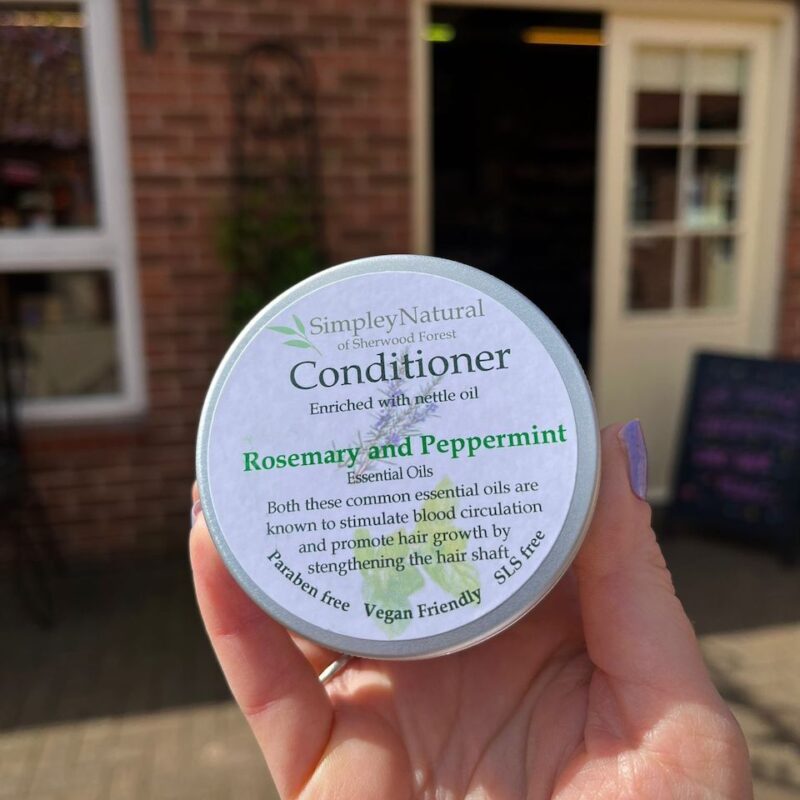 SimpleyNatural
of Sherwood Forest
Conditioner
Enriched with nettle oil
Rosemary and Peppermint
Essential Oils
Both these common essential oils are
known to stimulate blood circulation
and promote hair growth by
stengthening the hair shaft
Paraben free
Vegan Friendly
SLS free